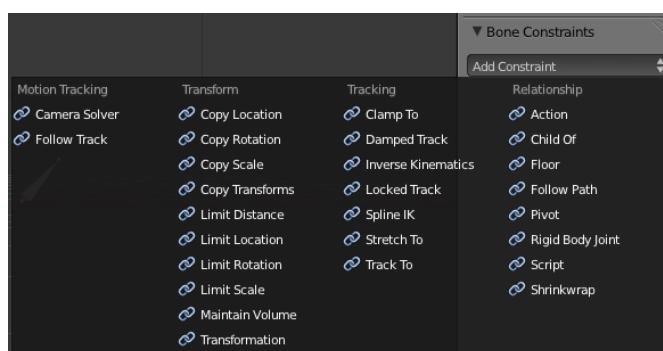 Bone Constraints
Add Constraint
Motion Tracking
Camera Solver
Follow Track
Transform
Copy Location
Copy Rotation
Copy Scale
Copy Transforms
Limit Distance
Limit Location
Limit Rotation
Limit Scale
Maintain Volume
Transformation
Tracking
Clamp To
Damped Track
Inverse Kinematics
Locked Track
Spline IK
Stretch To
Track To
Relationship
Action
Child Of
Floor
Follow Path
Pivot
Rigid Body Joint
Script
Shrinkwrap